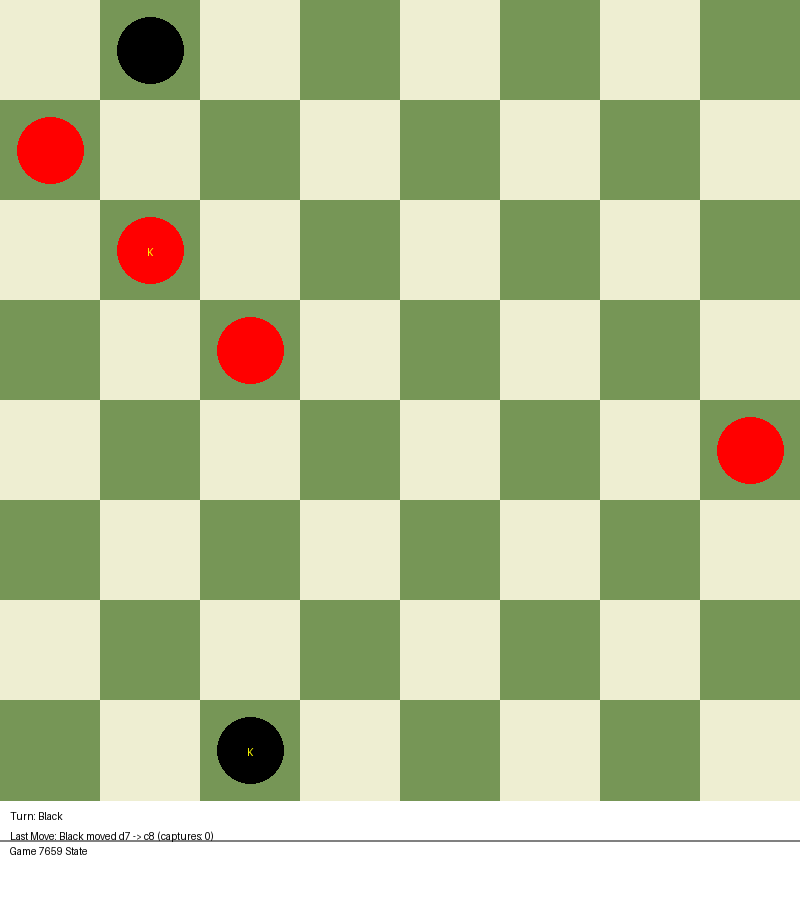 K
K
Turn: Black
Last Move: Black moved d7 -> c8 (captures: 0)
Game 7659 State